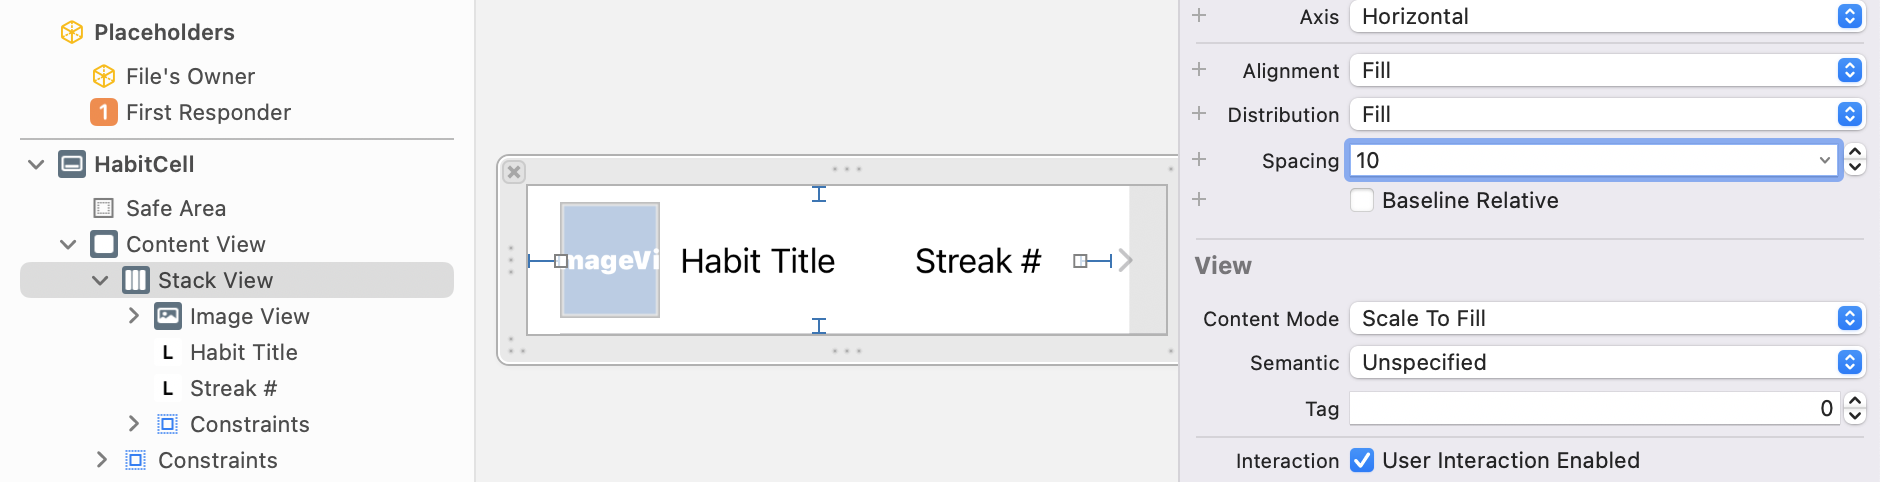 Placeholders
File's Owner
1 First Responder
HabitCell
Safe Area
Content View
Stack View
Image View
L Habit Title
L Streak #
Constraints
Constraints
mageVi Habit Title Streak #
Axis Horizontal
Alignment Fill
Distribution Fill
Spacing 10
Baseline Relative
View
Content Mode Scale To Fill
Semantic Unspecified
Tag 0
Interaction User Interaction Enabled